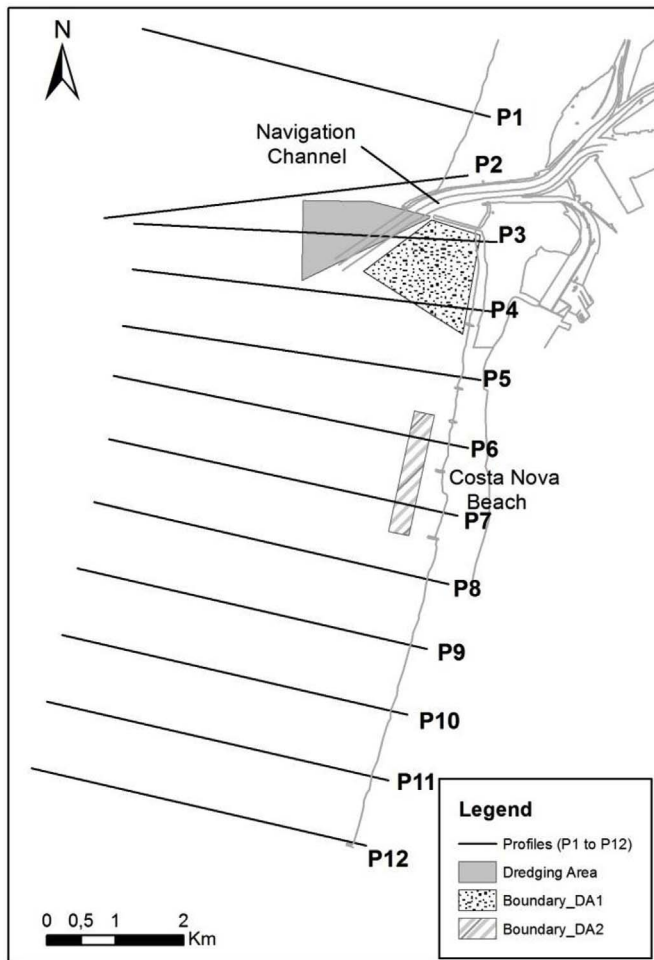 N
P1
Navigation
Channel
P2
P3
P4
P5
P6
Costa Nova
Beach
P7
P8
P9
P10
P11
P12
Legend
Profiles (P1 to P12)
Dredging Area
Boundary_DA1
Boundary_DA2
0 0,5 1 2
Km